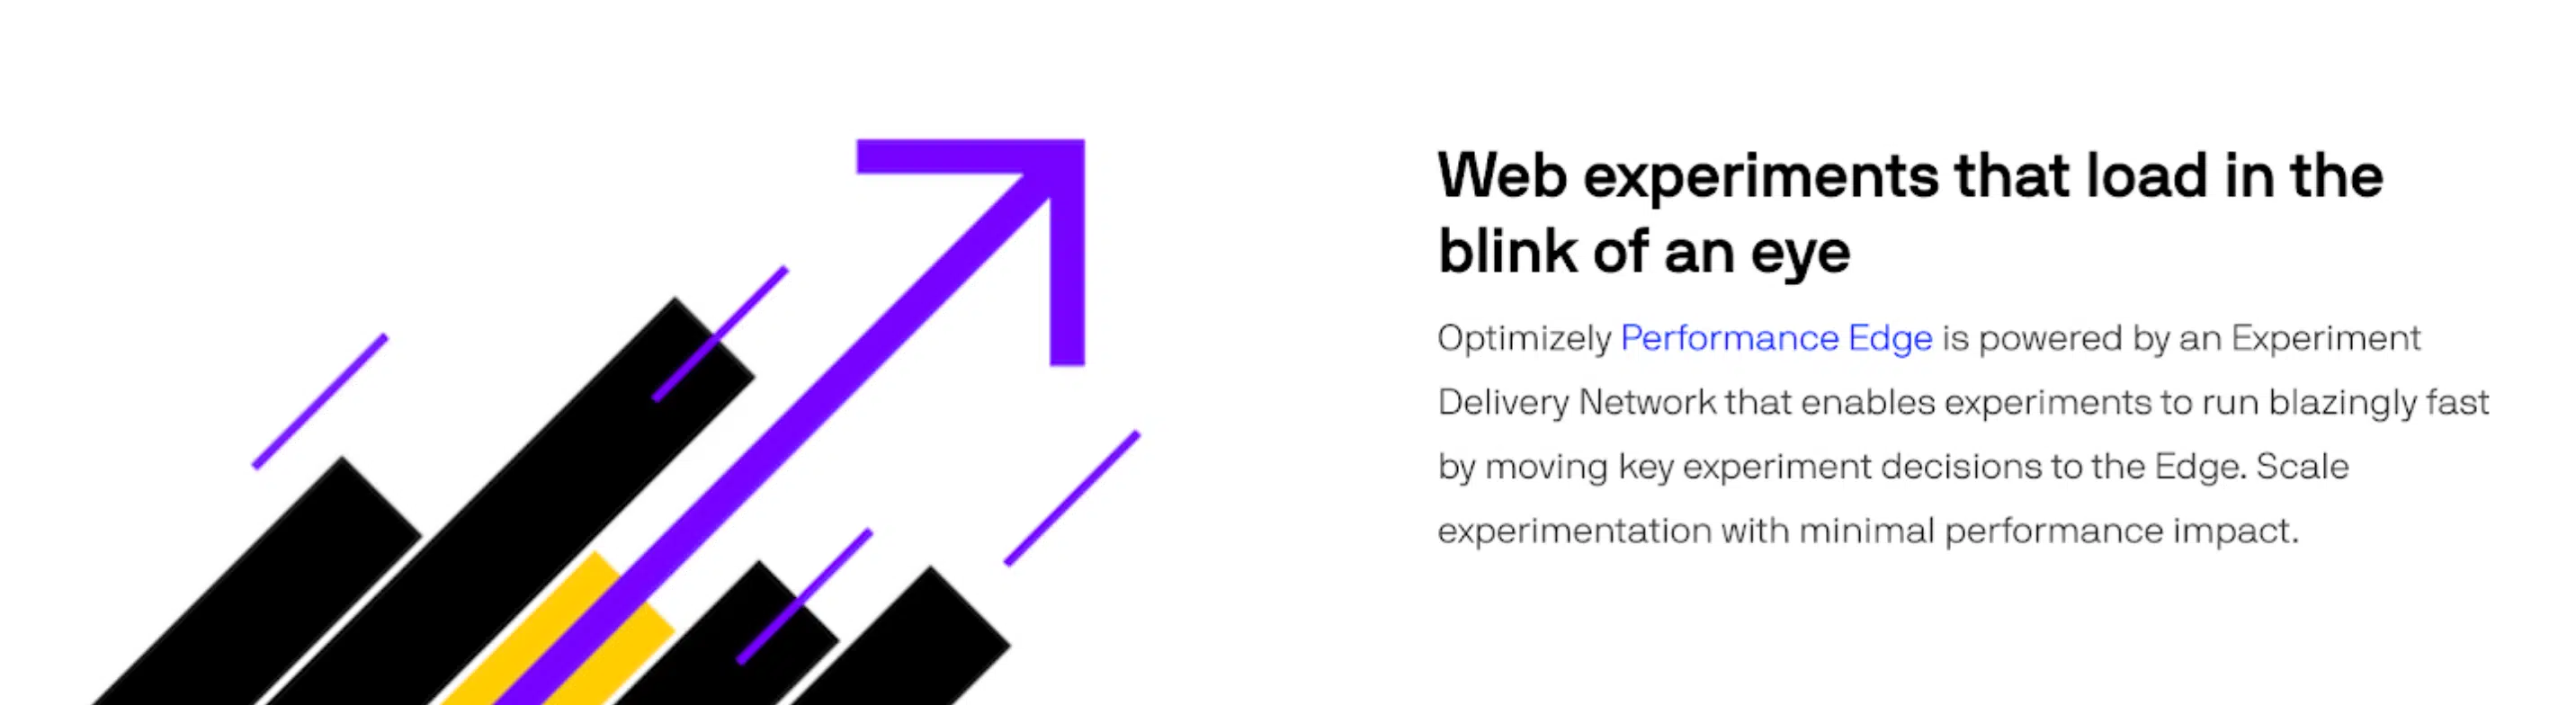 Web experiments that load in the
blink of an eye
Optimizely Performance Edge is powered by an Experiment
Delivery Network that enables experiments to run blazingly fast
by moving key experiment decisions to the Edge. Scale
experimentation with minimal performance impact.